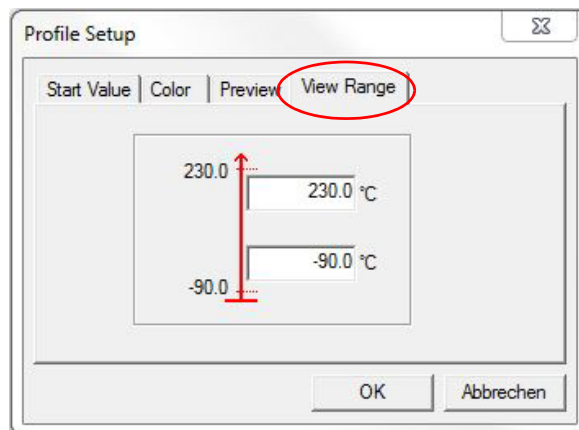 Profile Setup
Start Value Color Preview View Range
230.0
230.0 °C
-90.0 °C
-90.0
OK Abbrechen